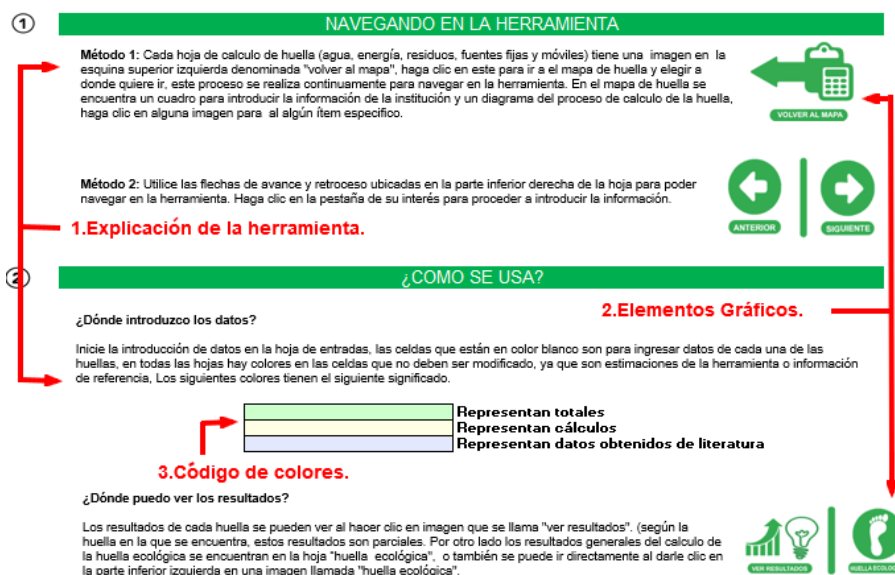 1
NAVEGANDO EN LA HERRAMIENTA
Método 1: Cada hoja de calculo de huella (agua, energía, residuos, fuentes fijas y móviles) tiene una imagen en la
esquina superior izquierda denominada "volver al mapa", haga clic en este para ir a el mapa de huella y elegir a
donde quiere ir, este proceso se realiza continuamente para navegar en la herramienta. En el mapa de huella se
encuentra un cuadro para introducir la información de la institución y un diagrama del proceso de calculo de la huella,
haga clic en alguna imagen para al algún ítem especifico.
VOLVER AL MAPA
Método 2: Utilice las flechas de avance y retroceso ubicadas en la parte inferior derecha de la hoja para poder
navegar en la herramienta. Haga clic en la pestaña de su interés para proceder a introducir la información.
ANTERIOR
SIGUIENTE
1.Explicación de la herramienta.
2
¿COMO SE USA?
2.Elementos Gráficos.
¿Dónde introduzco los datos?
Inicie la introducción de datos en la hoja de entradas, las celdas que están en color blanco son para ingresar datos de cada una de las
huellas, en todas las hojas hay colores en las celdas que no deben ser modificado, ya que son estimaciones de la herramienta o información
de referencia, Los siguientes colores tienen el siguiente significado.
Representan totales
Representan cálculos
Representan datos obtenidos de literatura
3.Código de colores.
¿Dónde puedo ver los resultados?
Los resultados de cada huella se pueden ver al hacer clic en imagen que se llama "ver resultados". (según la
huella en la que se encuentra, estos resultados son parciales. Por otro lado los resultados generales del calculo de
la huella ecológica se encuentran en la hoja "huella ecológica", o también se puede ir directamente al darle clic en
la parte inferior izquierda en una imagen llamada "huella ecológica".
VER RESULTADOS
HUELLA ECOLOG